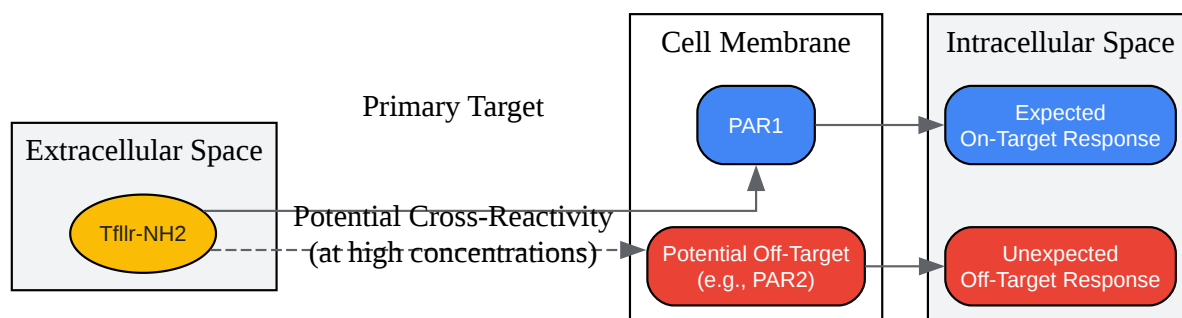 Extracellular Space
Tfllr-NH2
Primary Target
Potential Cross-Reactivity
(at high concentrations)
Cell Membrane
PAR1
Potential Off-Target
(e.g., PAR2)
Intracellular Space
Expected
On-Target Response
Unexpected
Off-Target Response